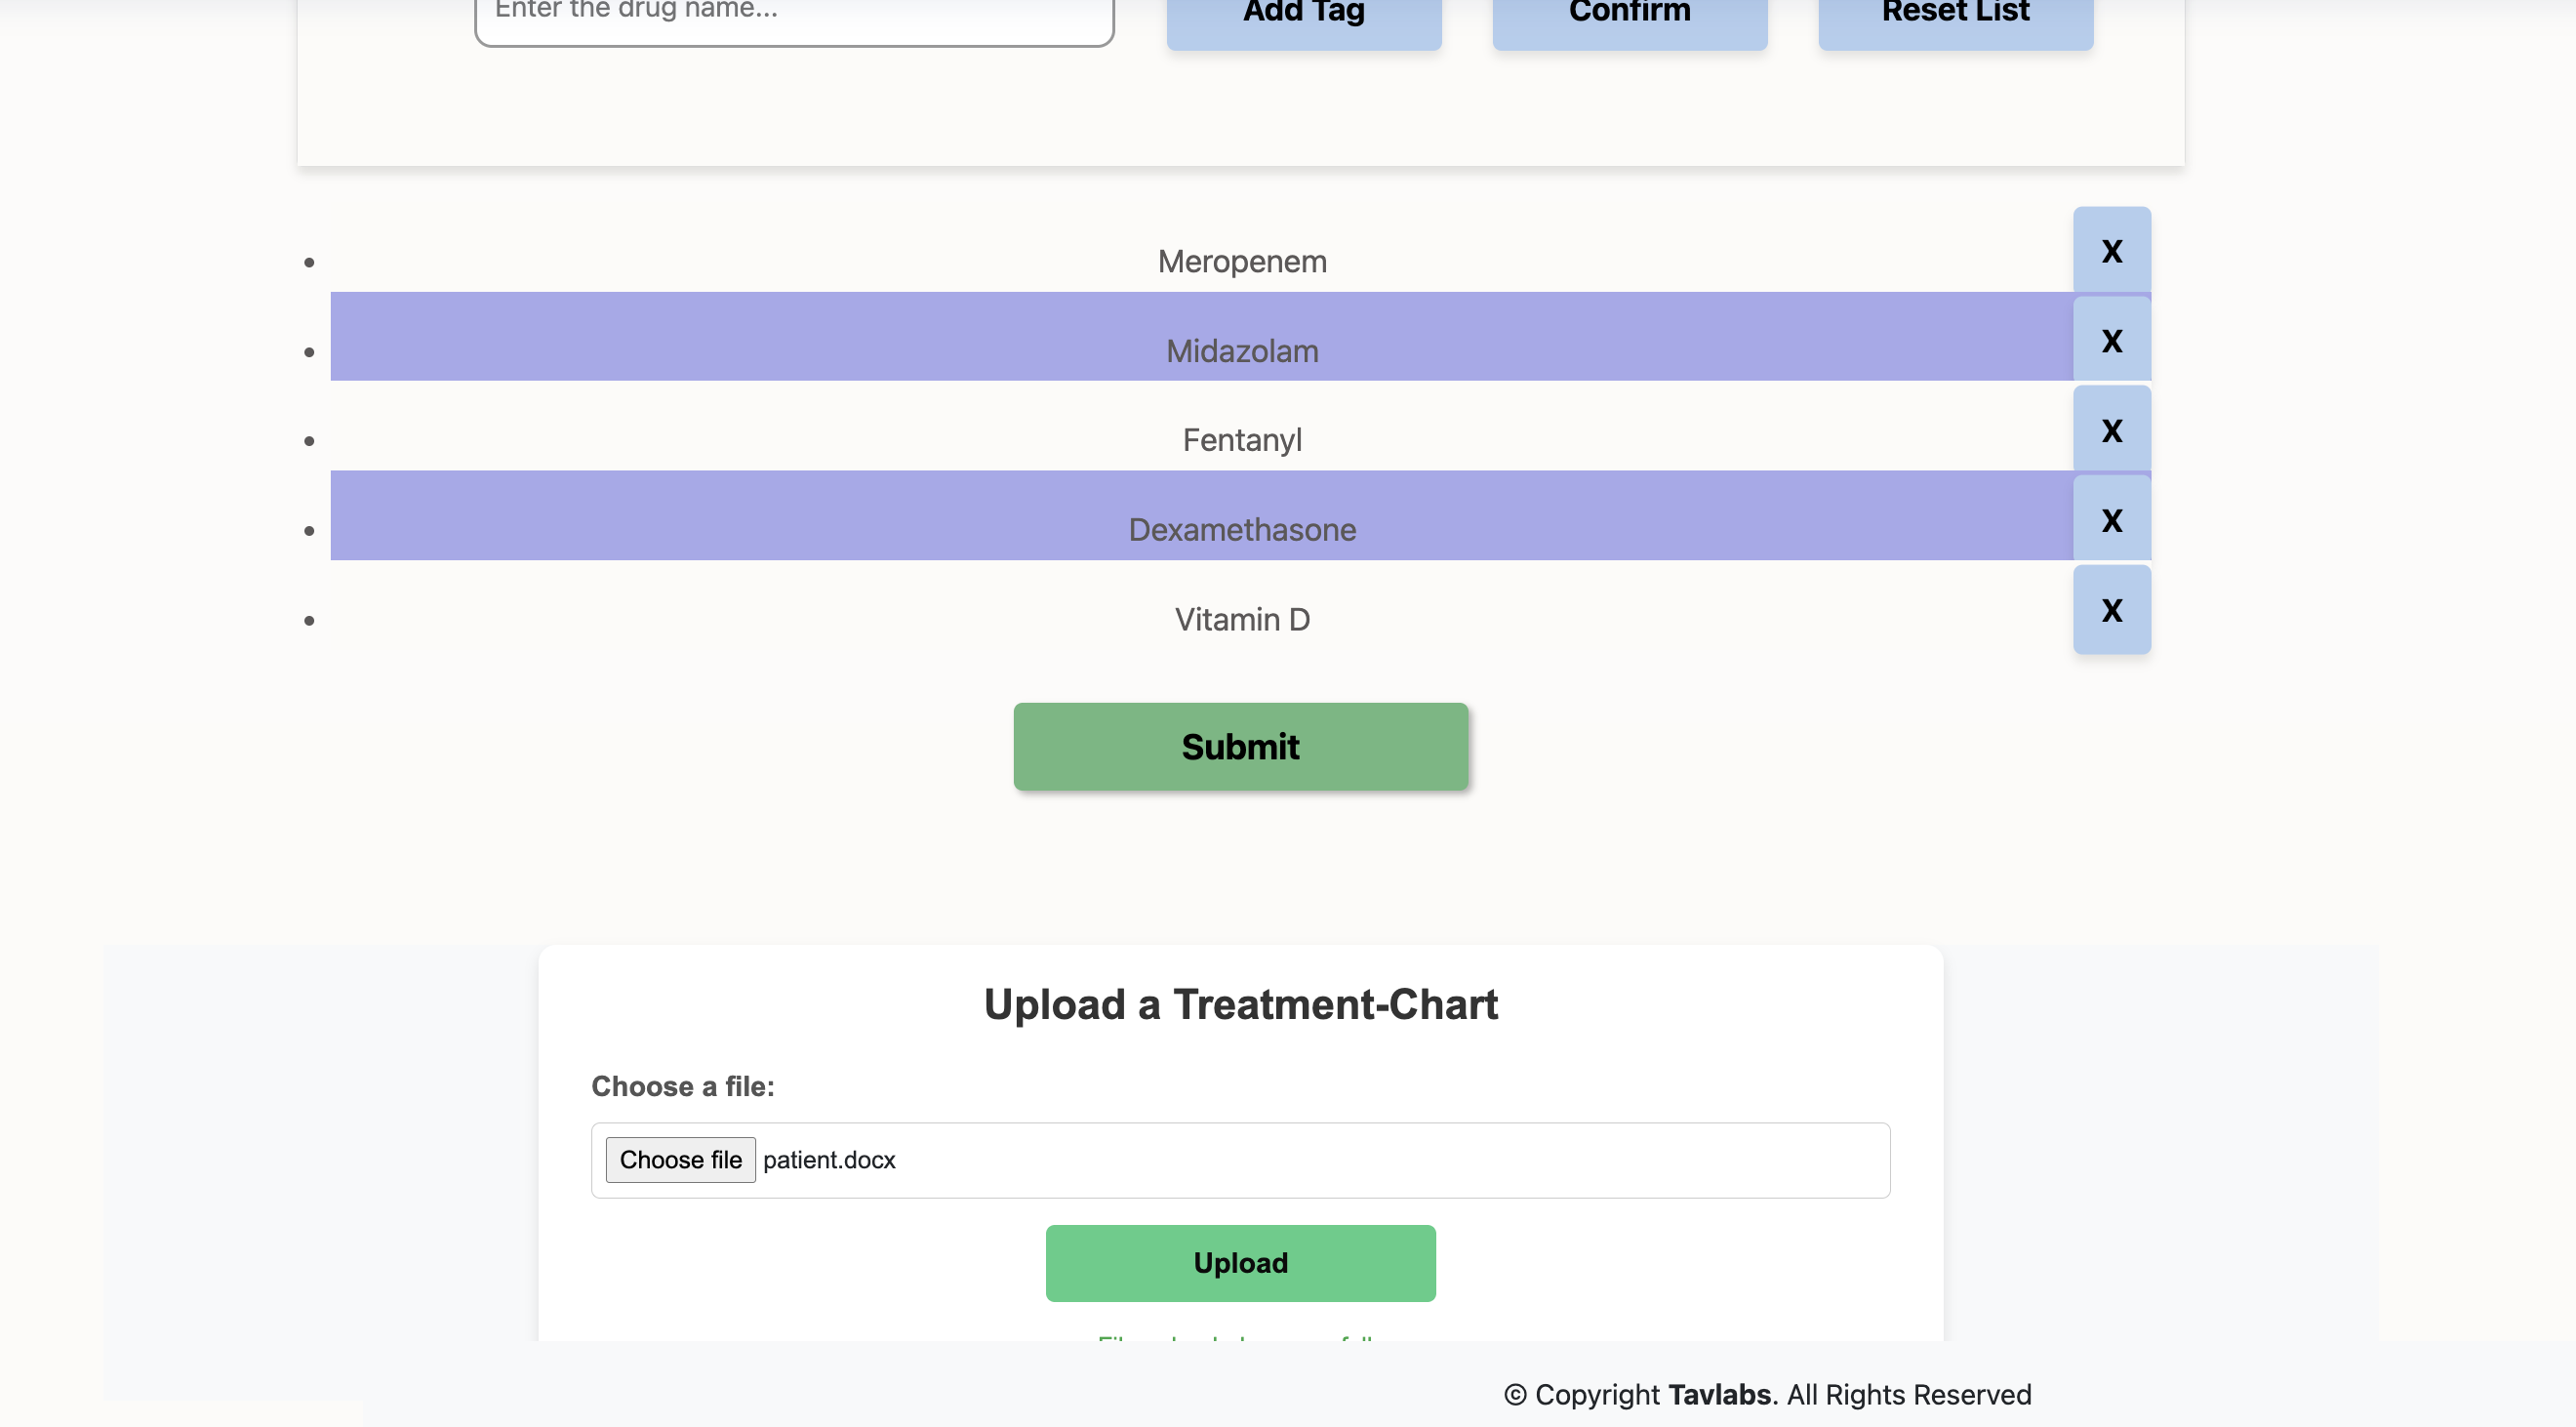 Enter the drug name...
Add Tag
Confirm
Reset List
Meropenem
X
Midazolam
X
Fentanyl
X
Dexamethasone
X
Vitamin D
X
Submit
Upload a Treatment-Chart
Choose a file:
Choose file patient.docx
Upload
© Copyright Tavlabs. All Rights Reserved